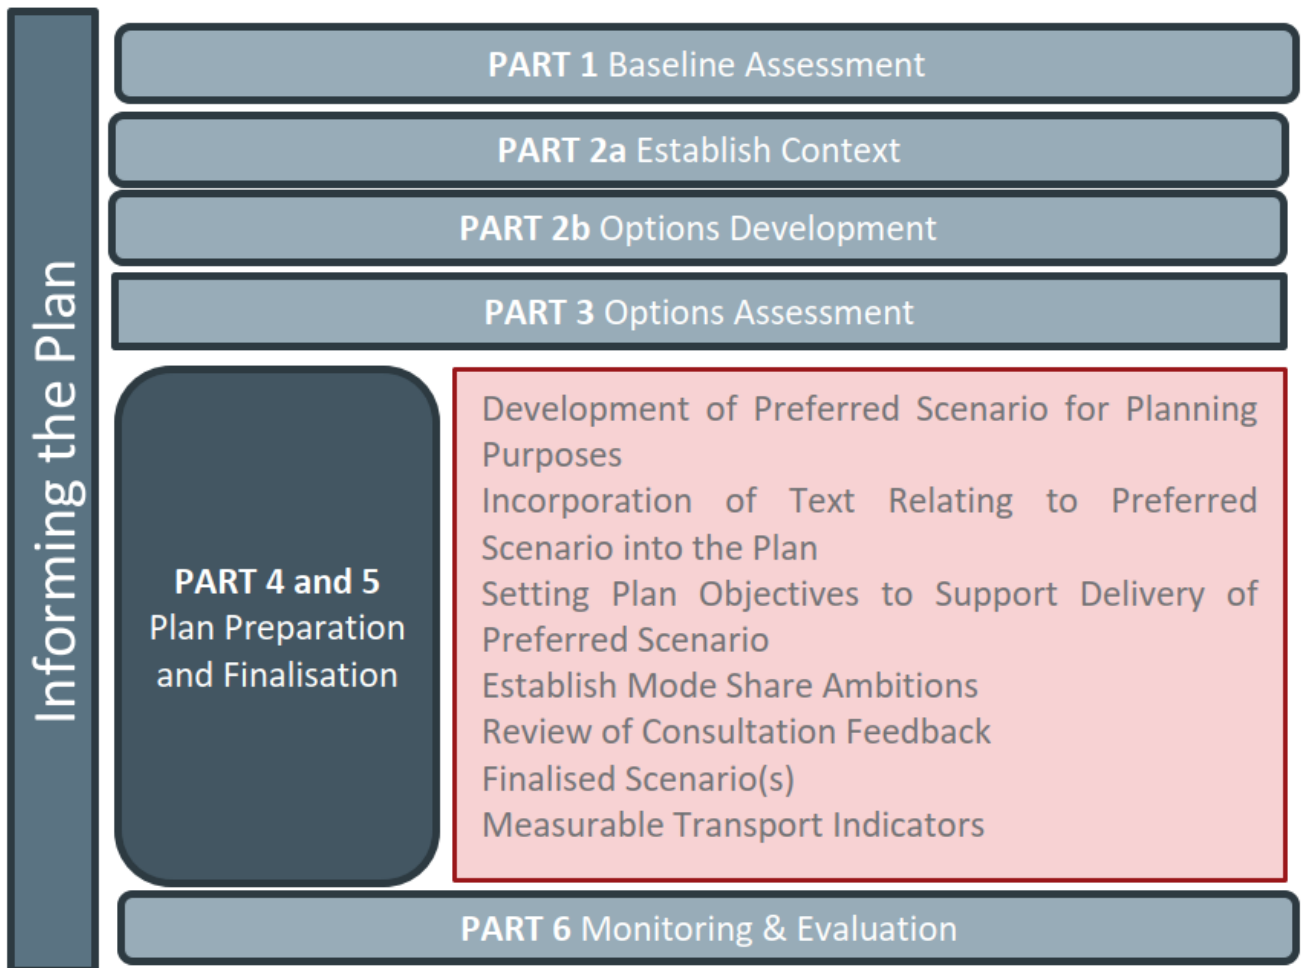 Informing the Plan
PART 1 Baseline Assessment
PART 2a Establish Context
PART 2b Options Development
PART 3 Options Assessment
PART 4 and 5
Plan Preparation
and Finalisation
Development of Preferred Scenario for Planning
Purposes
Incorporation of Text Relating to Preferred
Scenario into the Plan
Setting Plan Objectives to Support Delivery of
Preferred Scenario
Establish Mode Share Ambitions
Review of Consultation Feedback
Finalised Scenario(s)
Measurable Transport Indicators
PART 6 Monitoring & Evaluation